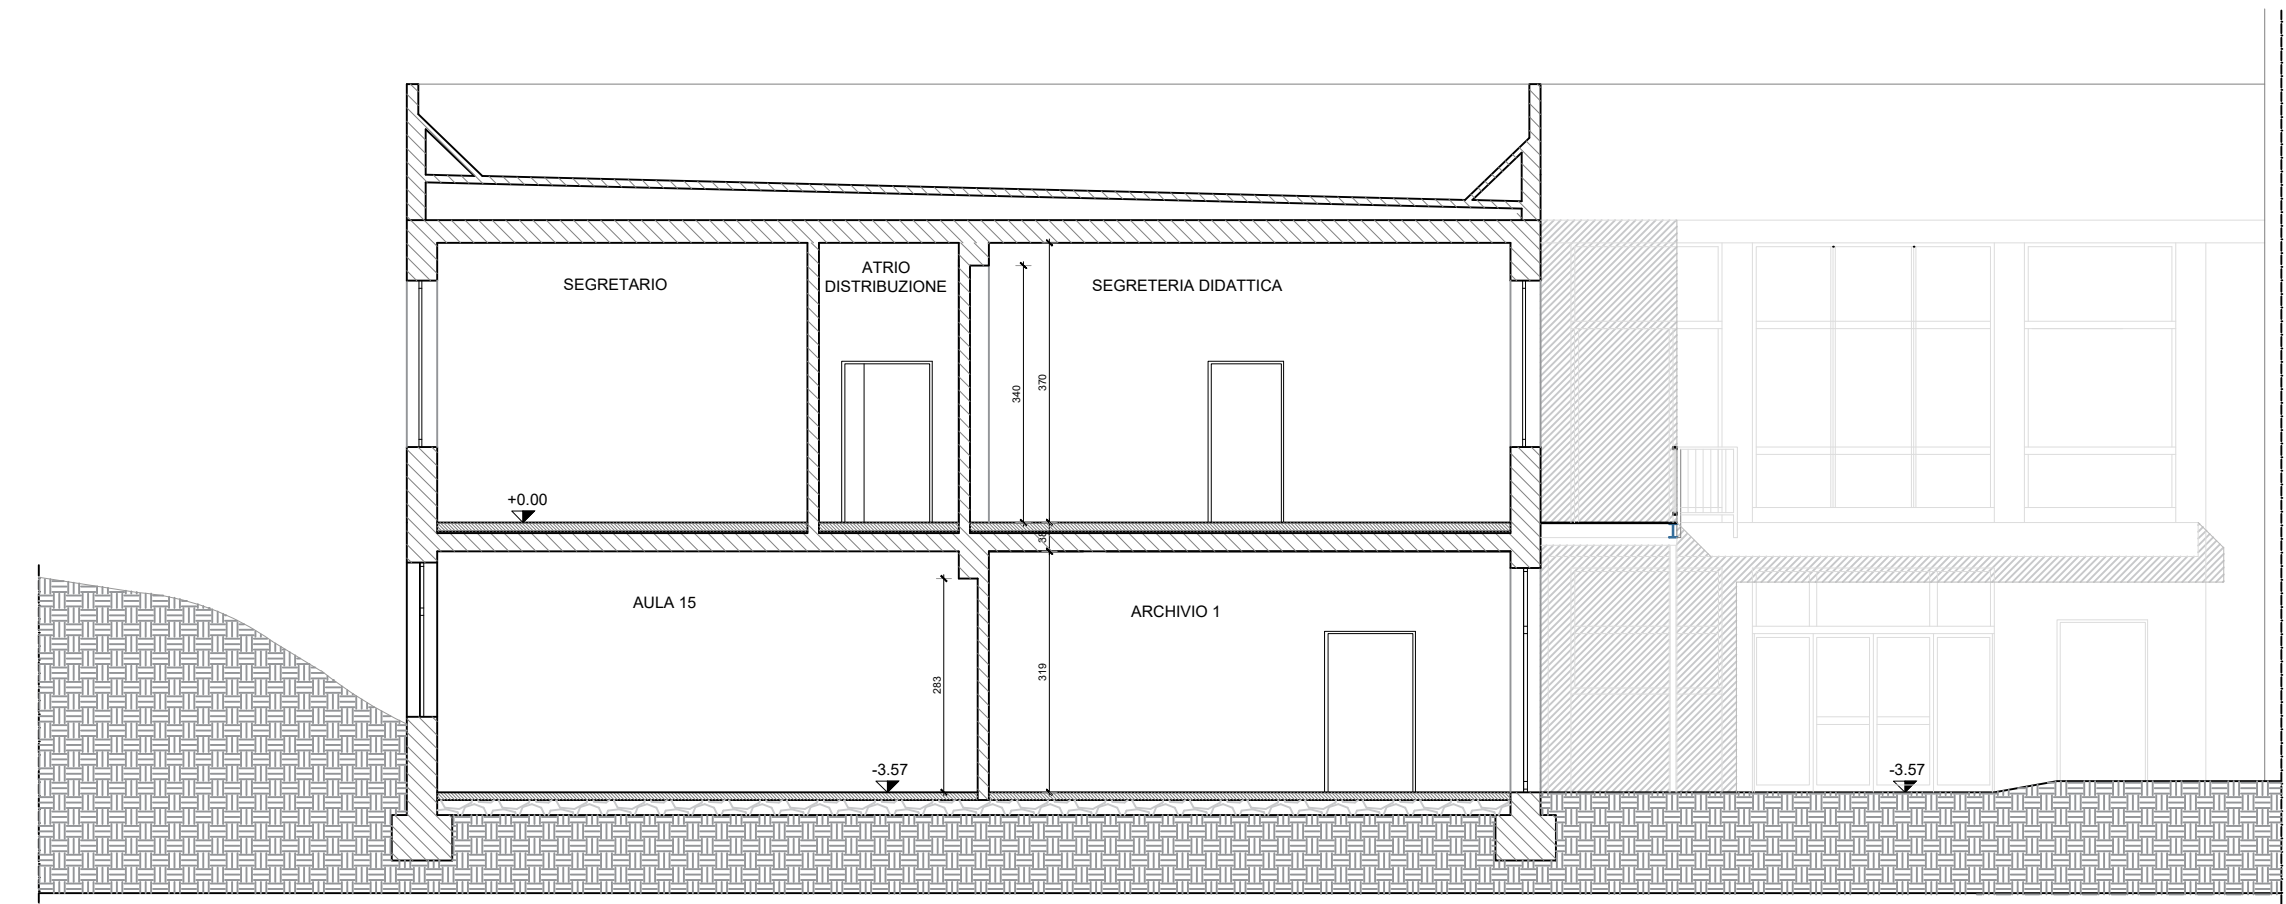 SEGRETARIO
ATRIO
DISTRIBUZIONE
SEGRETERIA DIDATTICA
340
370
+0.00
38
AULA 15
ARCHIVIO 1
283
319
-3.57
-3.57